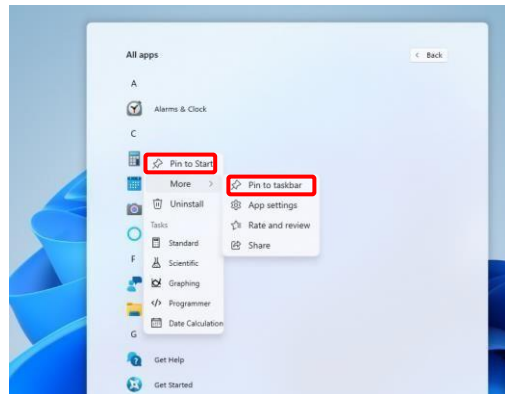 All apps
< Back
A
Alarms & Clock
C
Pin to Start
More >
Pin to taskbar
Uninstall
App settings
Tasks
Rate and review
Standard
Share
F
Scientific
Graphing
Programmer
G
Date Calculation
Get Help
Get Started